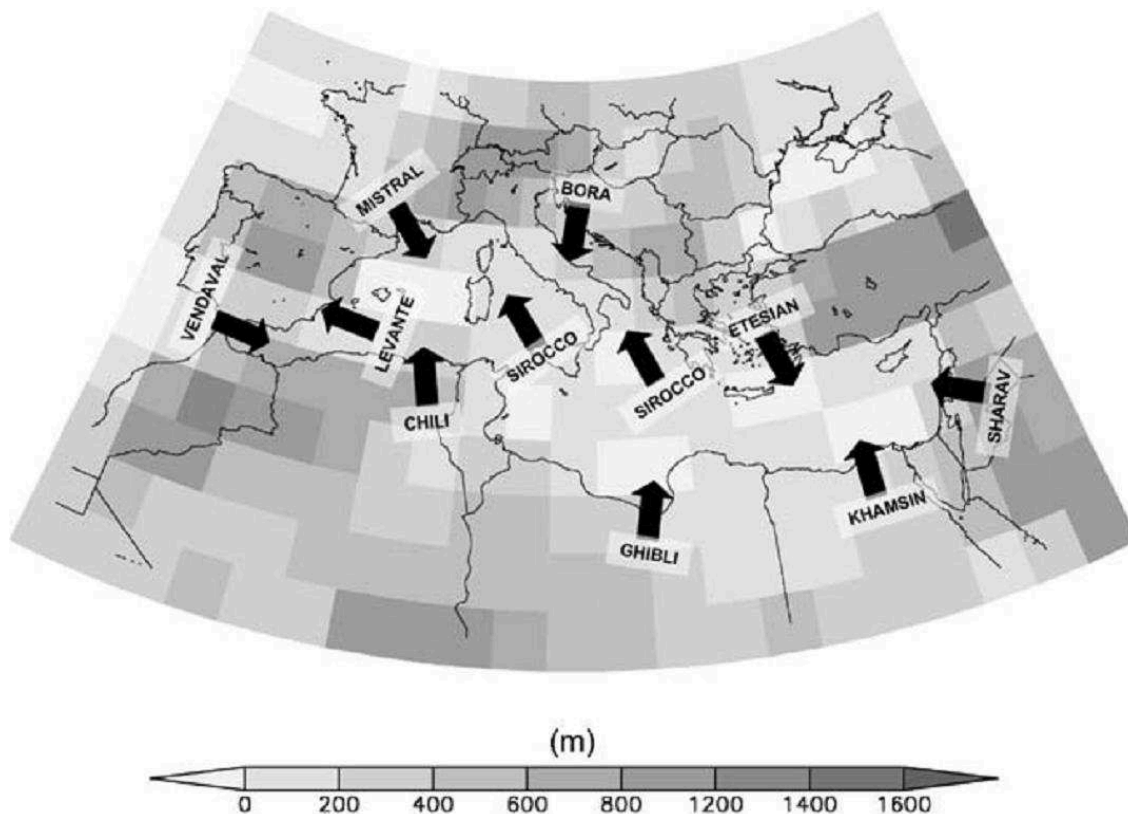 MISTRAL
BORA
VENDAVAL
LEVANTE
SIROCCO
ETESIAN
SIROCCO
CHILI
SHARAV
KHAMSIN
GHIBLI
(m)
0 200 400 600 800 1200 1400 1600